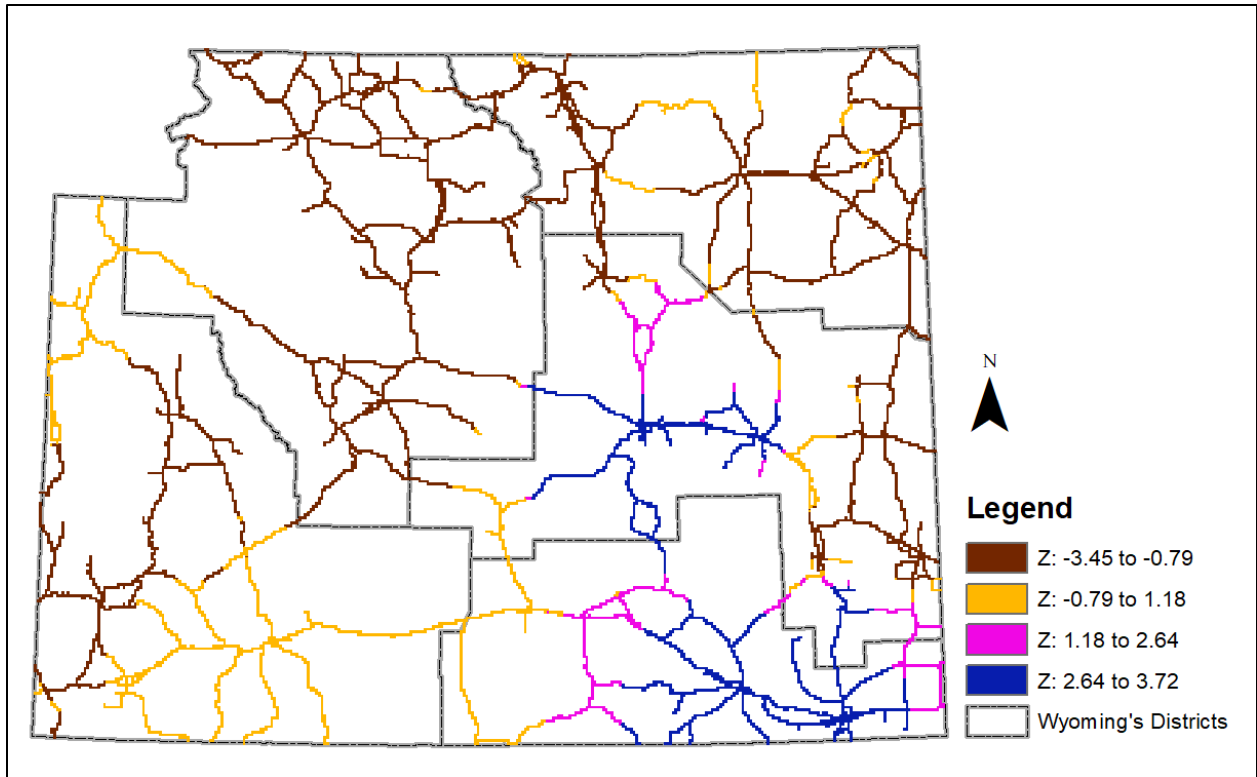 N
Legend
Z: -3.45 to -0.79
Z: -0.79 to 1.18
Z: 1.18 to 2.64
Z: 2.64 to 3.72
Wyoming's Districts